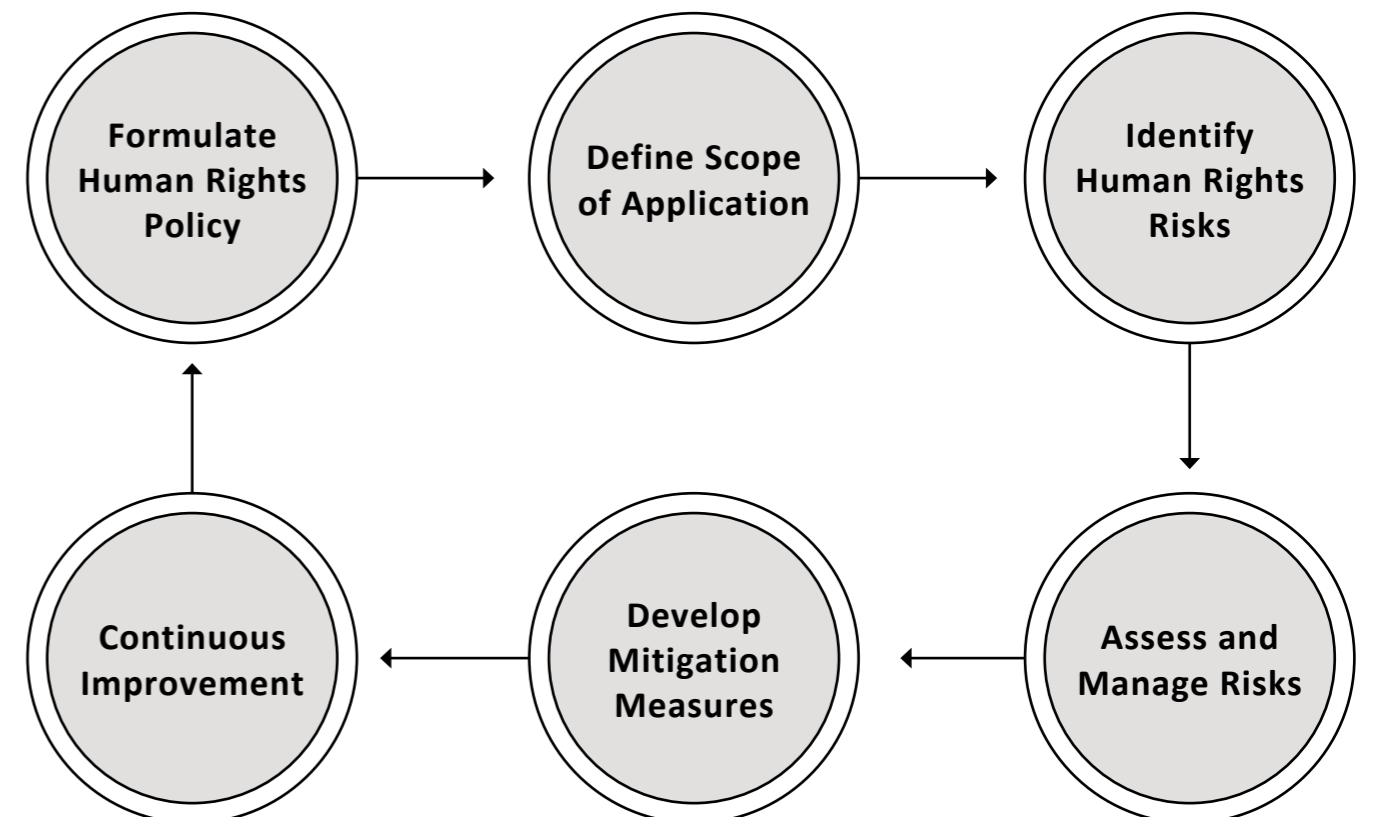 Formulate
Human Rights
Policy
Define Scope
of Application
Identify
Human Rights
Risks
Assess and
Manage Risks
Develop
Mitigation
Measures
Continuous
Improvement